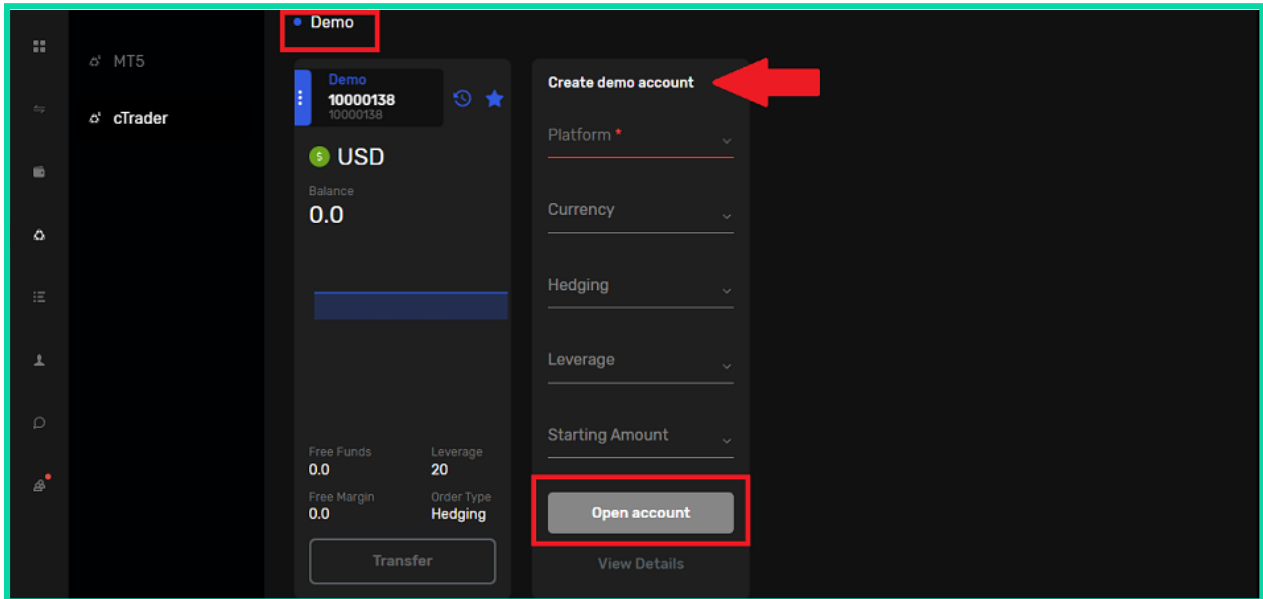 Demo
MT5
cTrader
Demo
10000138
10000138
USD
Balance
0.0
Free Funds
0.0
Leverage
20
Free Margin
0.0
Order Type
Hedging
Transfer
Create demo account
Platform *
Currency
Hedging
Leverage
Starting Amount
Open account
View Details